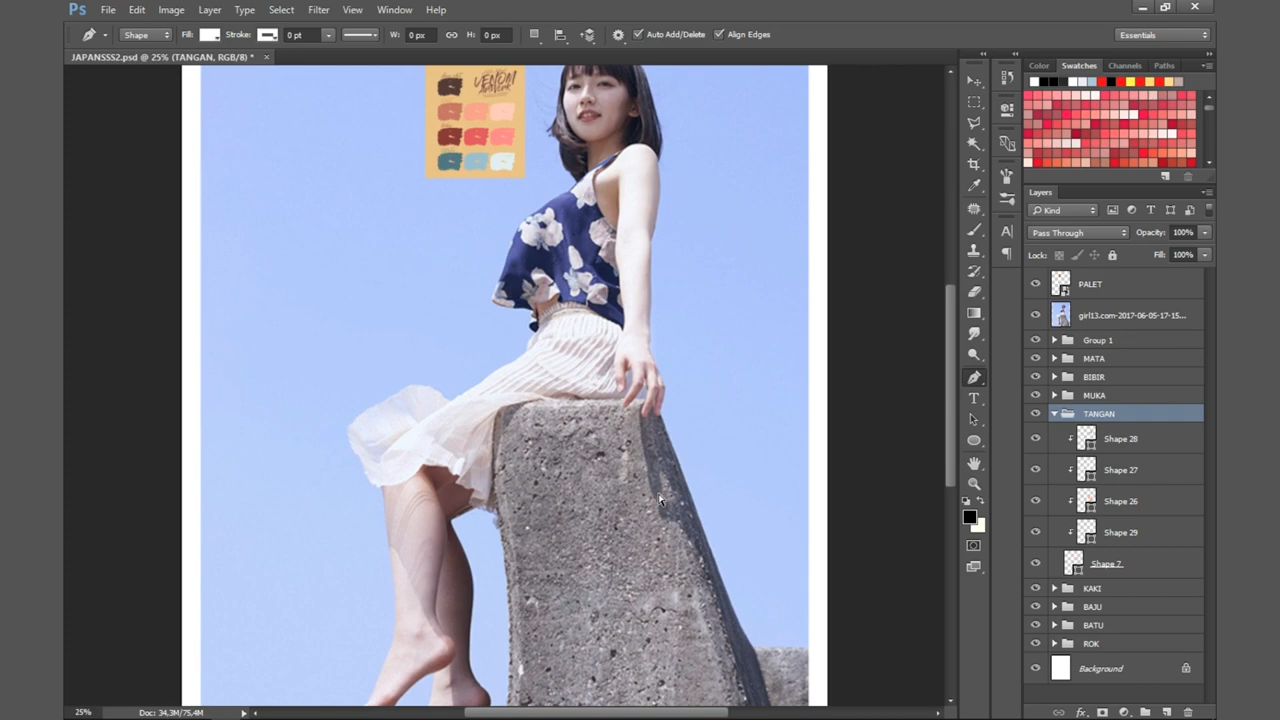 Ps File Edit Image Layer Type Select Filter View Window Help
Shape Fill: Stroke: 0 pt W: 0 px H: 0 px Auto Add/Delete Align Edges Essentials
JAPANSSS2.psd @ 25% (TANGAN, RGB/8) * ×
Color Swatches Channels Paths
VENOM
Layers
Kind
Pass Through Opacity: 100%
Lock: Fill: 100%
PALET
girl13.com-2017-06-05-17-15...
Group 1
MATA
BIBIR
MUKA
TANGAN
Shape 28
Shape 27
Shape 26
Shape 29
Shape 7
KAKI
BAJU
BATU
ROK
Background
25% Doc: 34.3M/75.4M